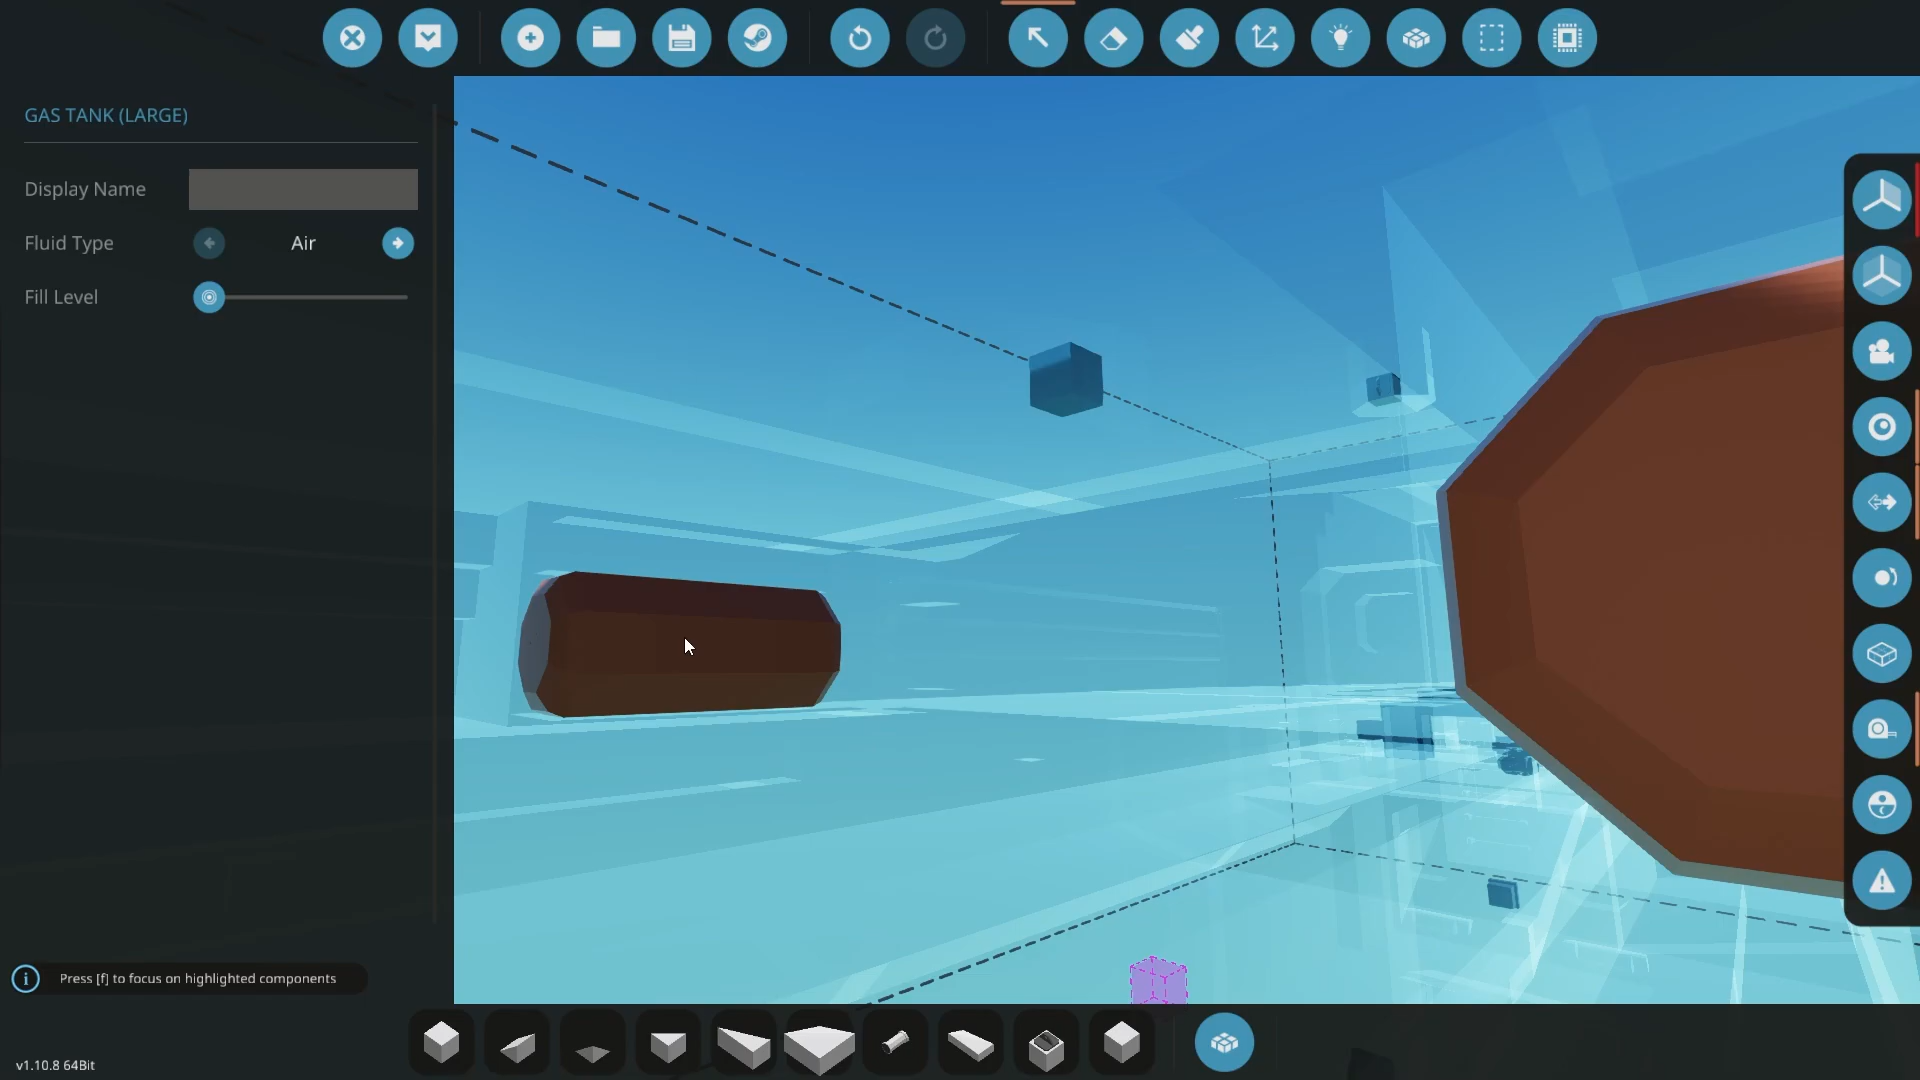 GAS TANK (LARGE)
Display Name
Fluid Type
Air
Fill Level
Press [f] to focus on highlighted components
v1.10.8 64Bit